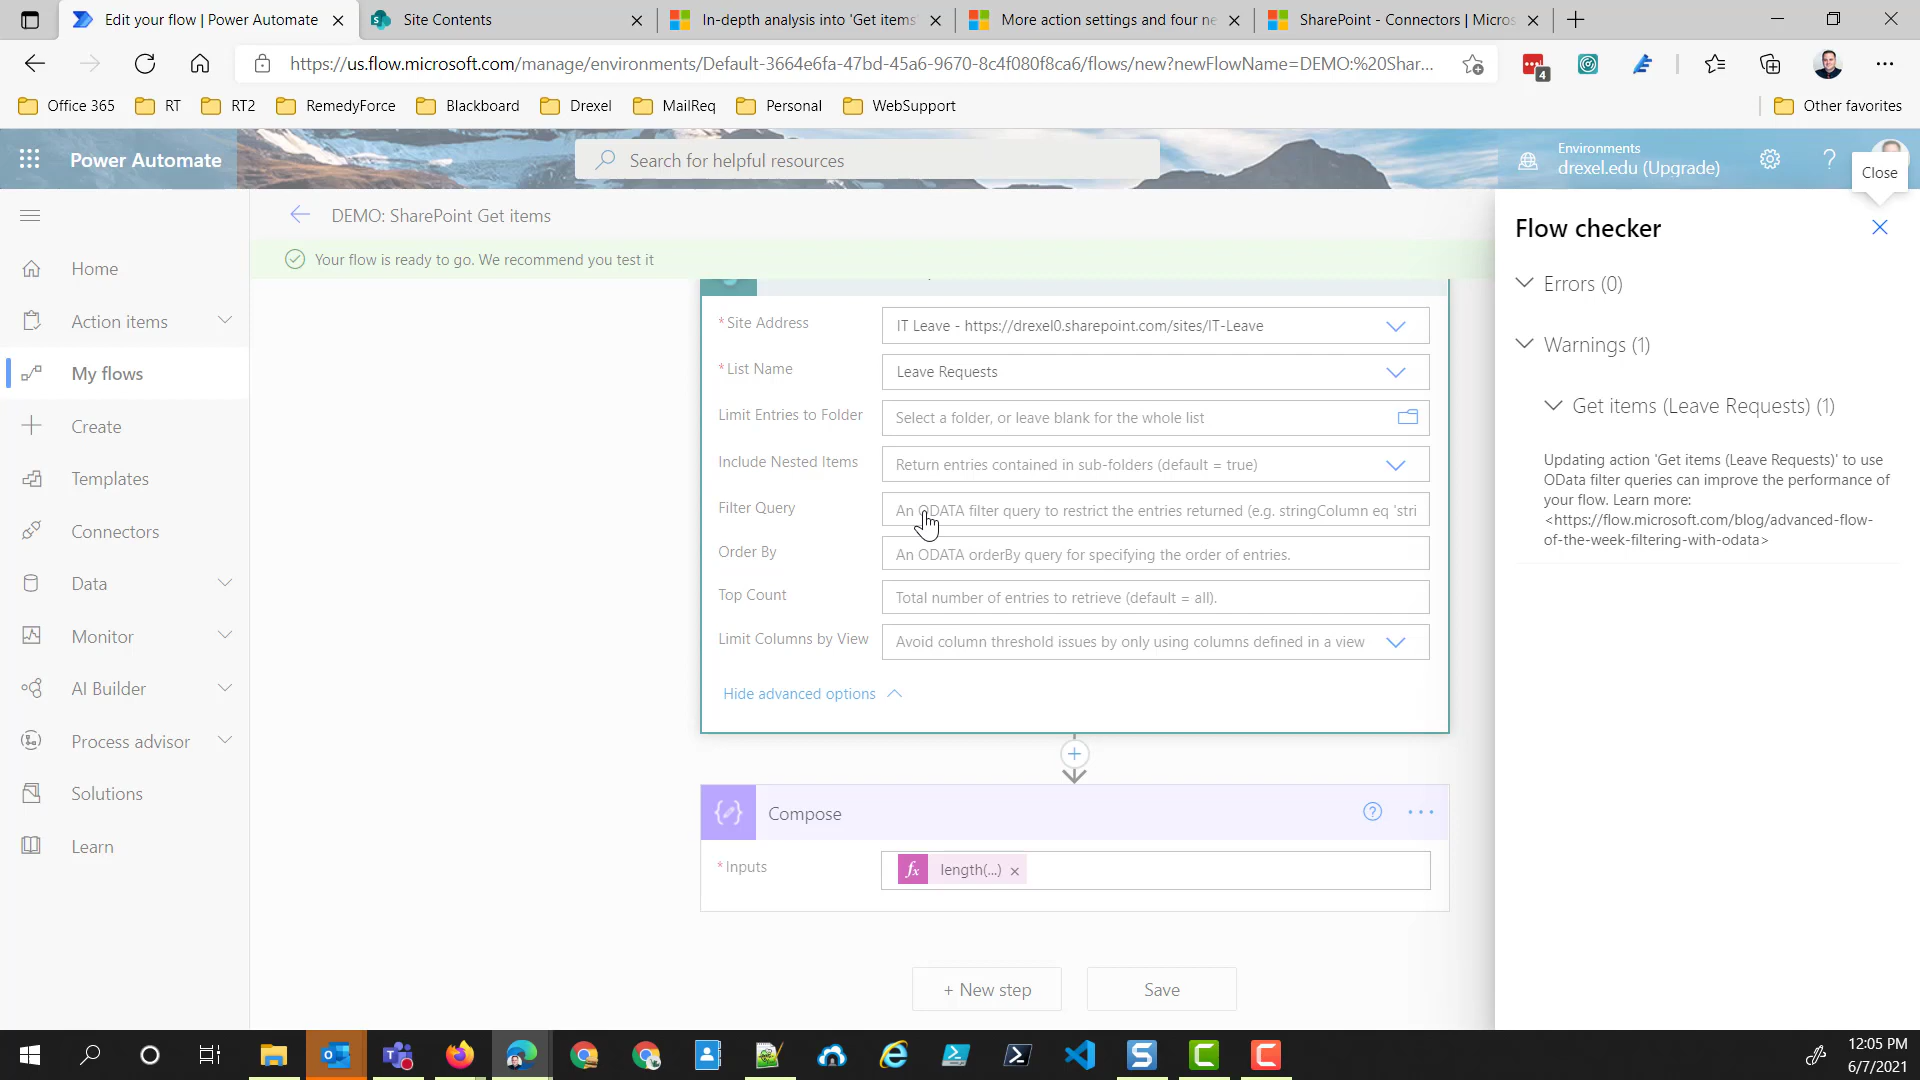 Edit your flow | Power Automate
Site Contents
In-depth analysis into 'Get items'
More action settings and four ne
SharePoint - Connectors | Micros
https://us.flow.microsoft.com/manage/environments/Default-3664e6fa-47bd-45a6-9670-8c4f080f8ca6/flows/new?newFlowName=DEMO:%20Shar...
4
Office 365
RT
RT2
RemedyForce
Blackboard
Drexel
MailReq
Personal
WebSupport
Other favorites
Power Automate
Search for helpful resources
Environments
drexel.edu (Upgrade)
?
Close
Home
Action items
My flows
Create
Templates
Connectors
Data
Monitor
AI Builder
Process advisor
Solutions
Learn
DEMO: SharePoint Get items
Your flow is ready to go. We recommend you test it
* Site Address
IT Leave - https://drexel0.sharepoint.com/sites/IT-Leave
* List Name
Leave Requests
Limit Entries to Folder
Select a folder, or leave blank for the whole list
Include Nested Items
Return entries contained in sub-folders (default = true)
Filter Query
An ODATA filter query to restrict the entries returned (e.g. stringColumn eq 'stri
Order By
An ODATA orderBy query for specifying the order of entries.
Top Count
Total number of entries to retrieve (default = all).
Limit Columns by View
Avoid column threshold issues by only using columns defined in a view
Hide advanced options
Compose
* Inputs
fx length(...) ×
+ New step
Save
Flow checker
Errors (0)
Warnings (1)
Get items (Leave Requests) (1)
Updating action 'Get items (Leave Requests)' to use
OData filter queries can improve the performance of
your flow. Learn more:
<https://flow.microsoft.com/blog/advanced-flow-
of-the-week-filtering-with-odata>
12:05 PM
6/7/2021